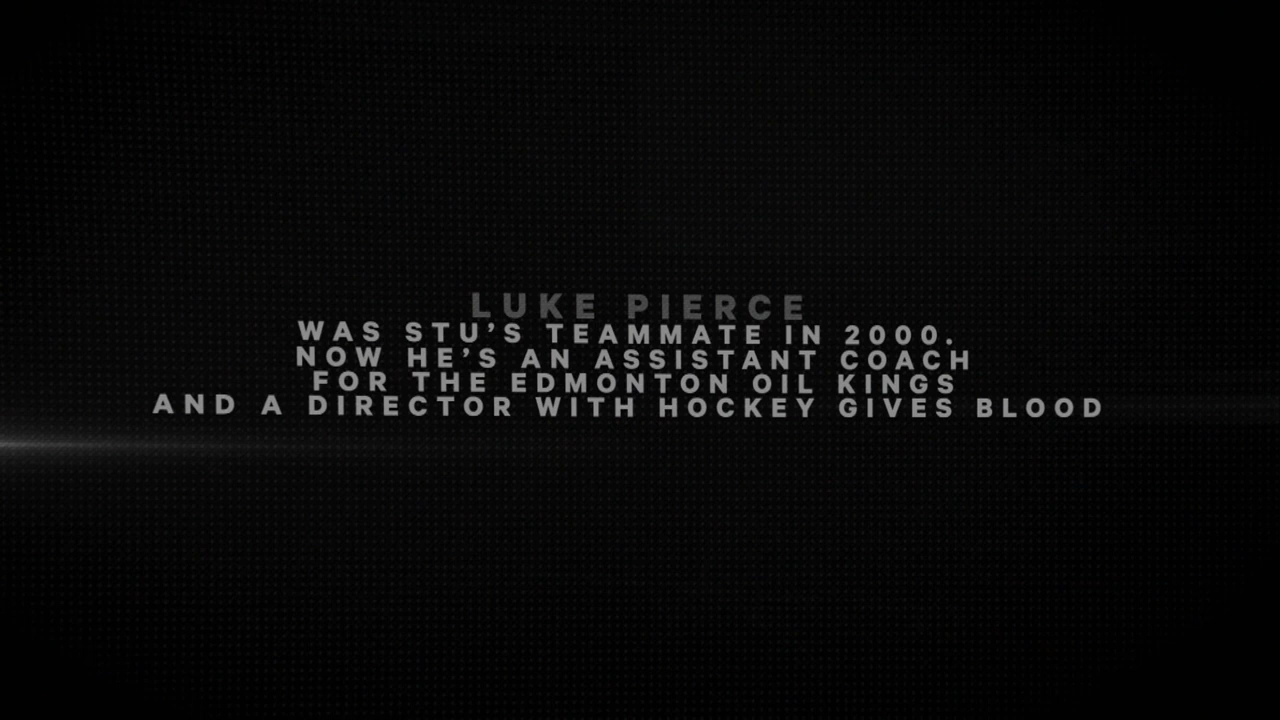 LUKE PIERCE
WAS STU’S TEAMMATE IN 2000.
NOW HE’S AN ASSISTANT COACH
FOR THE EDMONTON OIL KINGS
AND A DIRECTOR WITH HOCKEY GIVES BLOOD